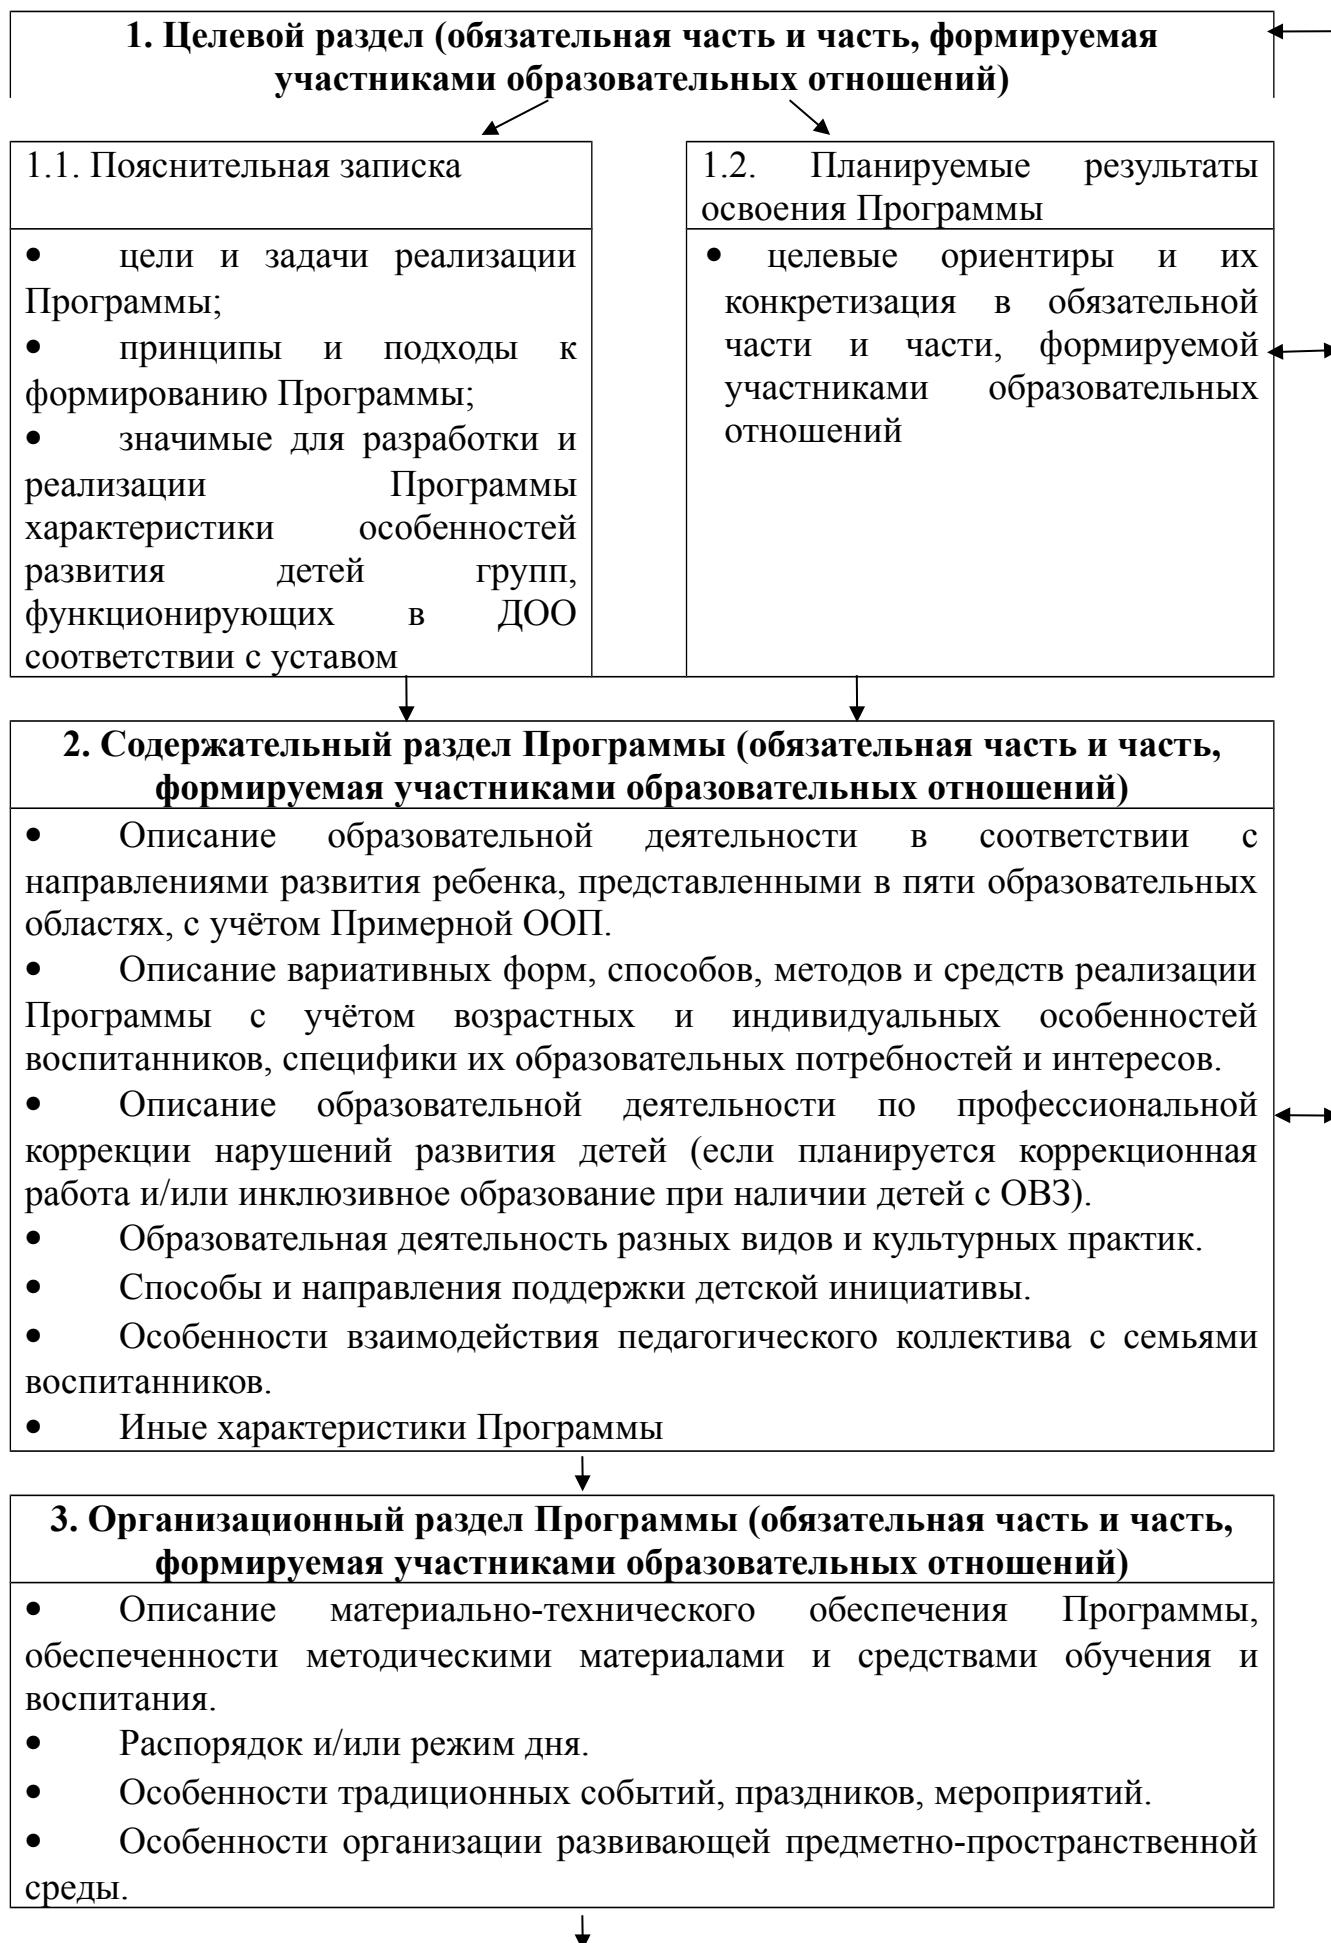 1. Целевой раздел (обязательная часть и часть, формируемая
участниками образовательных отношений)
1.1. Пояснительная записка
• цели и задачи реализации
Программы;
• принципы и подходы к
формированию Программы;
• значимые для разработки и
реализации Программы
характеристики особенностей
развития детей групп,
функционирующих в ДОО
соответствии с уставом
1.2. Планируемые результаты
освоения Программы
• целевые ориентиры и их
конкретизация в обязательной
части и части, формируемой
участниками образовательных
отношений
2. Содержательный раздел Программы (обязательная часть и часть,
формируемая участниками образовательных отношений)
• Описание образовательной деятельности в соответствии с
направлениями развития ребенка, представленными в пяти образовательных
областях, с учётом Примерной ООП.
• Описание вариативных форм, способов, методов и средств реализации
Программы с учётом возрастных и индивидуальных особенностей
воспитанников, специфики их образовательных потребностей и интересов.
• Описание образовательной деятельности по профессиональной
коррекции нарушений развития детей (если планируется коррекционная
работа и/или инклюзивное образование при наличии детей с ОВЗ).
• Образовательная деятельность разных видов и культурных практик.
• Способы и направления поддержки детской инициативы.
• Особенности взаимодействия педагогического коллектива с семьями
воспитанников.
• Иные характеристики Программы
3. Организационный раздел Программы (обязательная часть и часть,
формируемая участниками образовательных отношений)
• Описание материально-технического обеспечения Программы,
обеспеченности методическими материалами и средствами обучения и
воспитания.
• Распорядок и/или режим дня.
• Особенности традиционных событий, праздников, мероприятий.
• Особенности организации развивающей предметно-пространственной
среды.